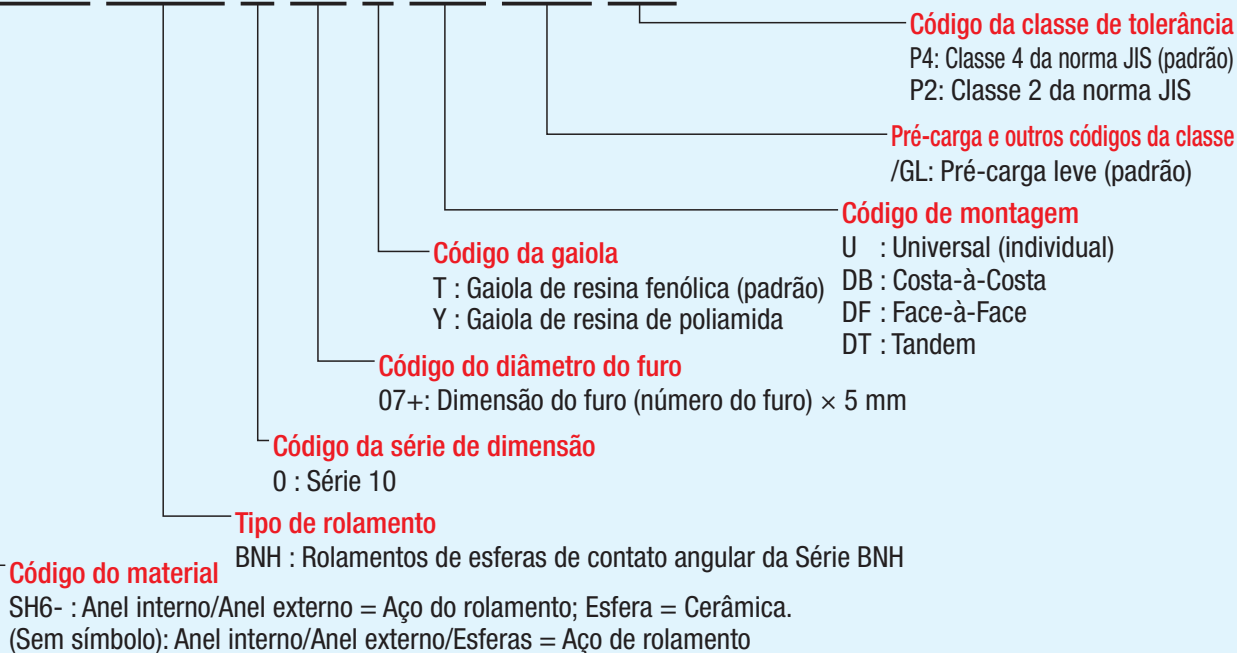 Código da classe de tolerância
P4: Classe 4 da norma JIS (padrão)
P2: Classe 2 da norma JIS
Pré-carga e outros códigos da classe
/GL: Pré-carga leve (padrão)
Código de montagem
U : Universal (individual)
DB : Costa-à-Costa
DF : Face-à-Face
DT : Tandem
Código da gaiola
T : Gaiola de resina fenólica (padrão)
Y : Gaiola de resina de poliamida
Código do diâmetro do furo
07+: Dimensão do furo (número do furo) × 5 mm
Código da série de dimensão
0 : Série 10
Tipo de rolamento
BNH : Rolamentos de esferas de contato angular da Série BNH
Código do material
SH6- : Anel interno/Anel externo = Aço do rolamento; Esfera = Cerâmica.
(Sem símbolo): Anel interno/Anel externo/Esferas = Aço de rolamento